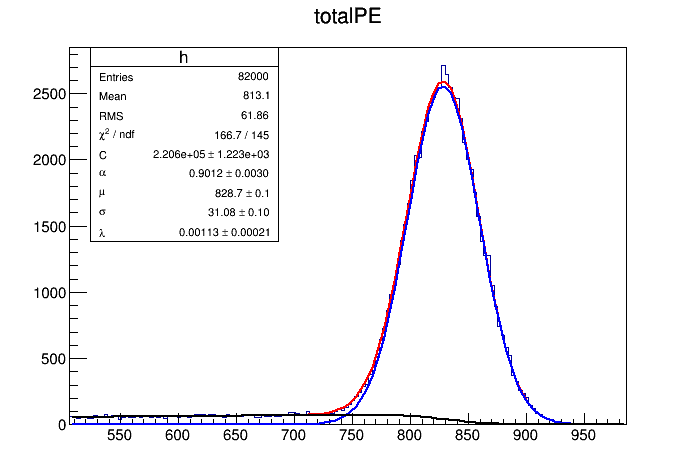 totalPE
h
Entries 82000
Mean 813.1
RMS 61.86
χ² / ndf 166.7 / 145
C 2.206e+05 ± 1.223e+03
α 0.9012 ± 0.0030
μ 828.7 ± 0.1
σ 31.08 ± 0.10
λ 0.00113 ± 0.00021
2500
2000
1500
1000
500
0
550 600 650 700 750 800 850 900 950